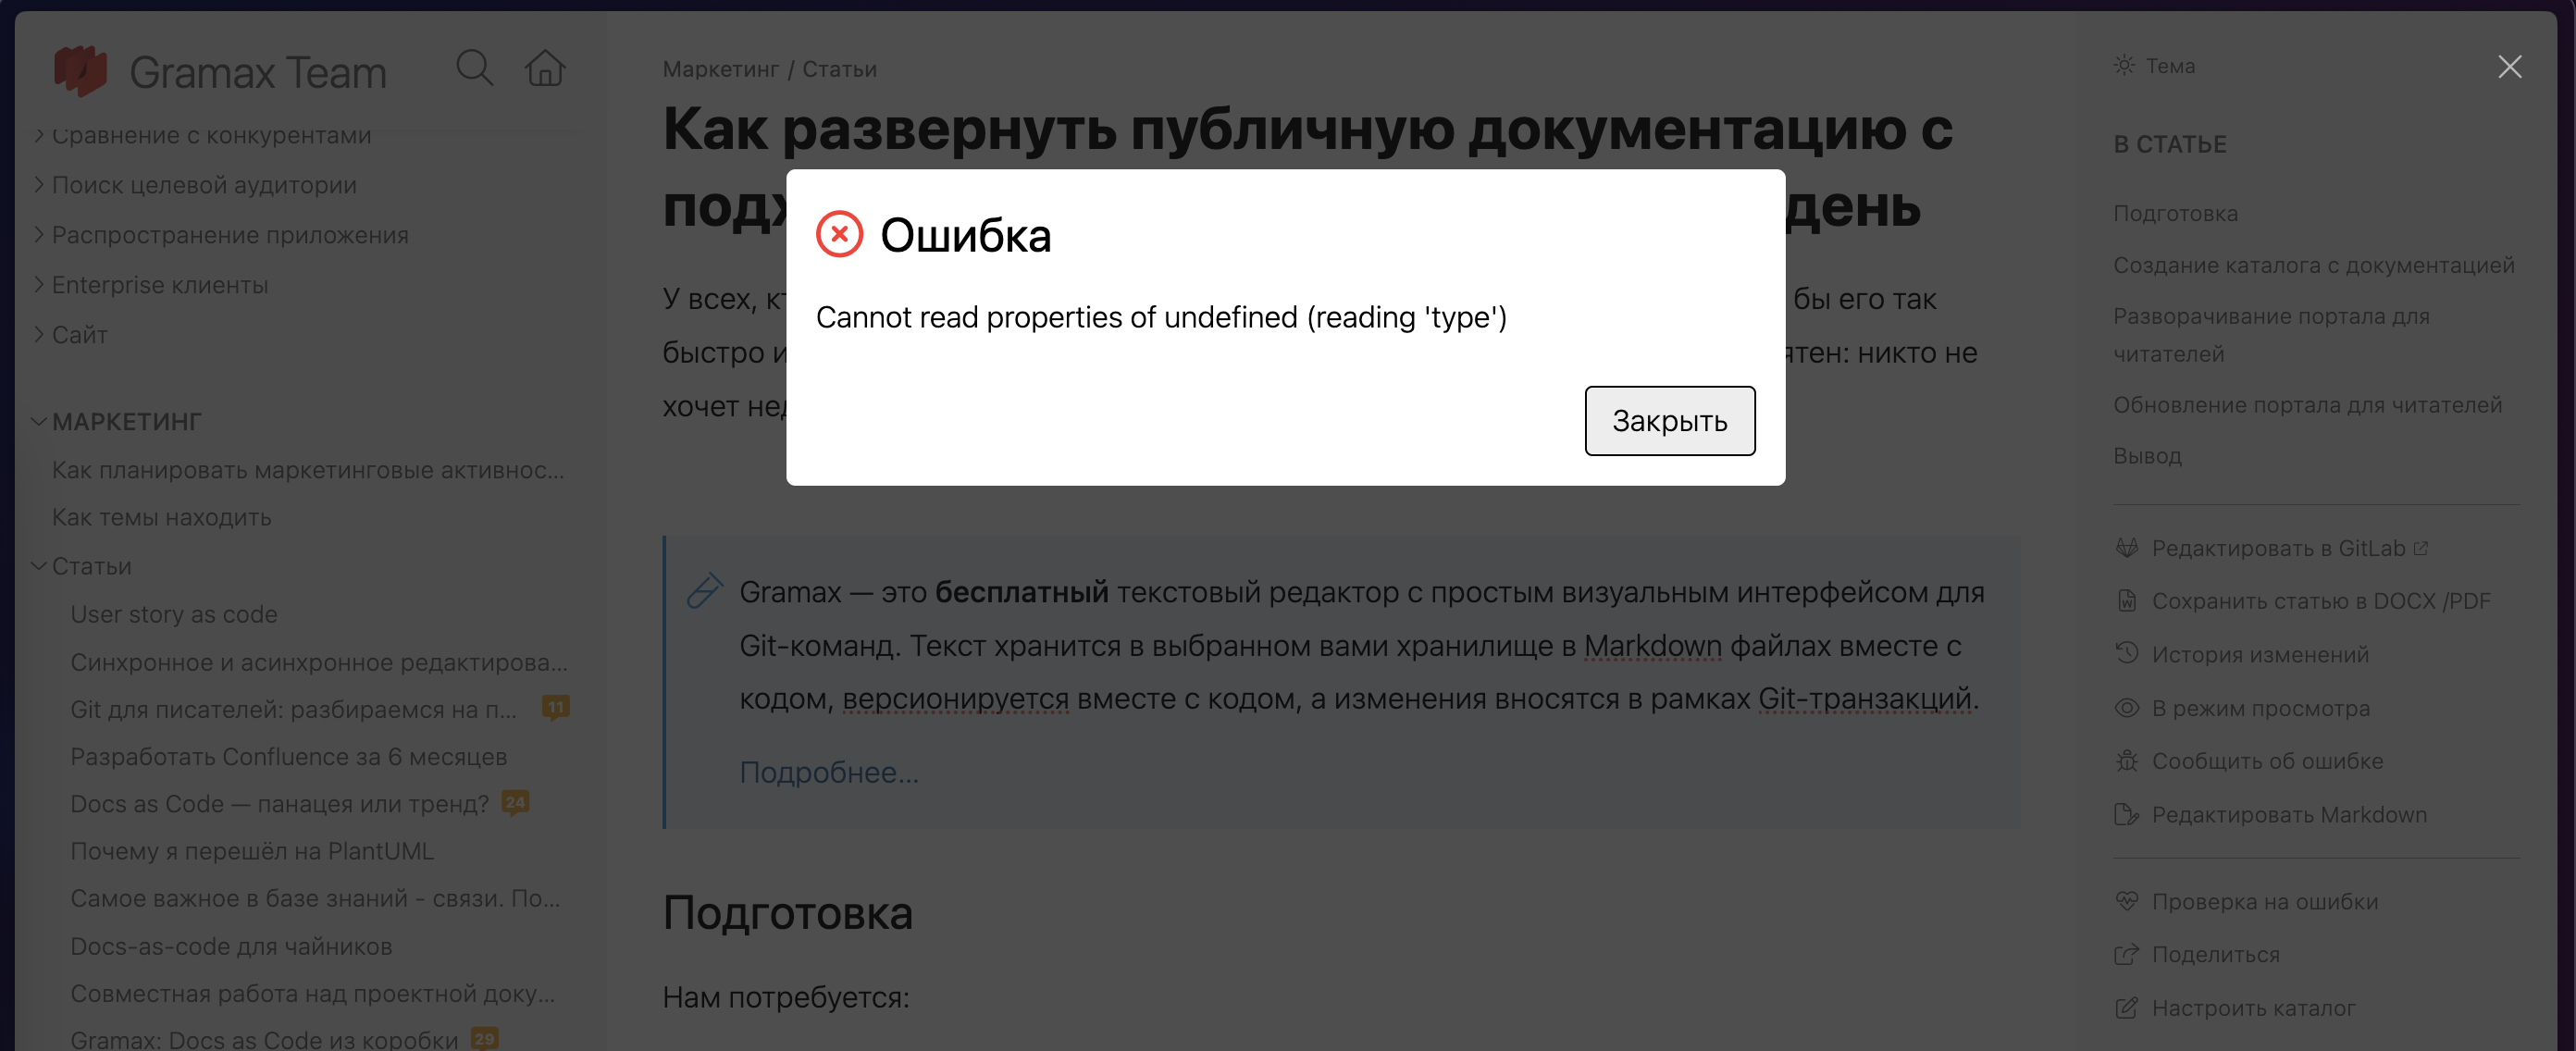 Gramax Team
Сравнение с конкурентами
Поиск целевой аудитории
Распространение приложения
Enterprise клиенты
Сайт
МАРКЕТИНГ
Как планировать маркетинговые активнос...
Как темы находить
Статьи
User story as code
Синхронное и асинхронное редактирова...
Git для писателей: разбираемся на п... 11
Разработать Confluence за 6 месяцев
Docs as Code — панацея или тренд? 24
Почему я перешёл на PlantUML
Самое важное в базе знаний - связи. По...
Docs-as-code для чайников
Совместная работа над проектной доку...
Gramax: Docs as Code из коробки 29
Маркетинг / Статьи
Как развернуть публичную документацию с
день
У всех, бы его так
быстро ятен: никто не
хочет
Ошибка
Cannot read properties of undefined (reading 'type')
Закрыть
Gramax — это бесплатный текстовый редактор с простым визуальным интерфейсом для
Git-команд. Текст хранится в выбранном вами хранилище в Markdown файлах вместе с
кодом, версионируется вместе с кодом, а изменения вносятся в рамках Git-транзакций.
Подробнее...
Подготовка
Нам потребуется:
Тема
В СТАТЬЕ
Подготовка
Создание каталога с документацией
Разворачивание портала для
читателей
Обновление портала для читателей
Вывод
Редактировать в GitLab
Сохранить статью в DOCX /PDF
История изменений
В режим просмотра
Сообщить об ошибке
Редактировать Markdown
Проверка на ошибки
Поделиться
Настроить каталог